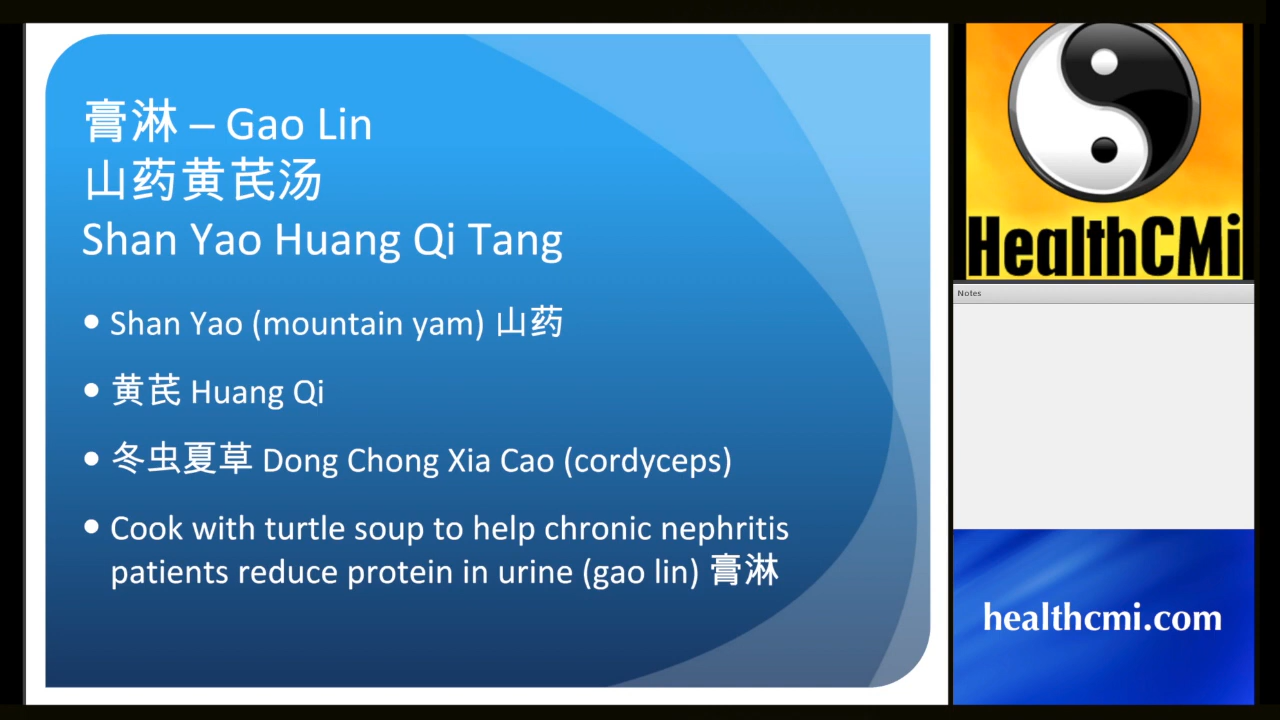 膏淋 – Gao Lin
山药黄芪汤
Shan Yao Huang Qi Tang
• Shan Yao (mountain yam) 山药
• 黄芪 Huang Qi
• 冬虫夏草 Dong Chong Xia Cao (cordyceps)
• Cook with turtle soup to help chronic nephritis
patients reduce protein in urine (gao lin) 膏淋
HealthCMi
Notes
healthcmi.com